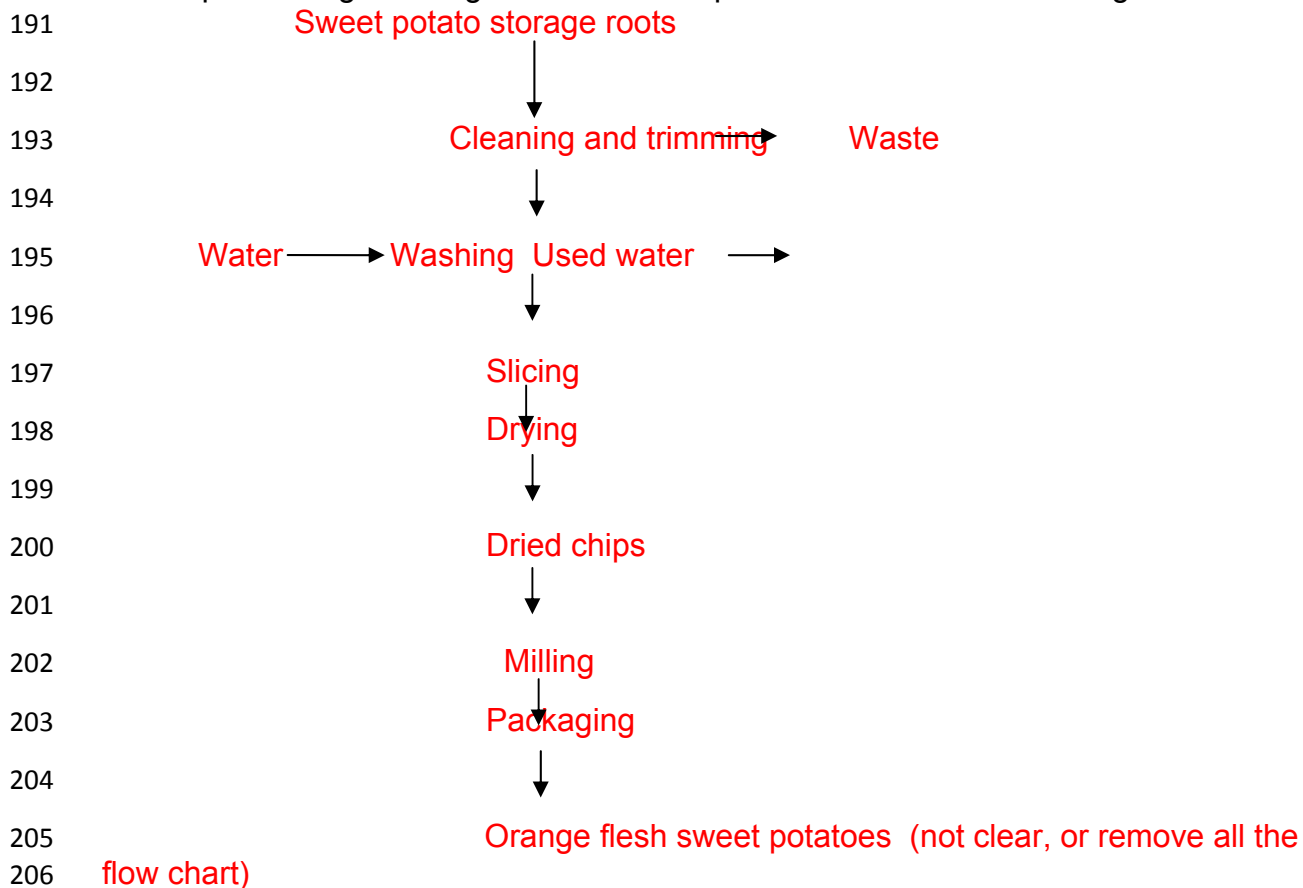 191 Sweet potato storage roots
192
193 Cleaning and trimming Waste
194
195 Water Washing Used water
196
197 Slicing
198 Drying
199
200 Dried chips
201
202 Milling
203 Packaging
204
205 Orange flesh sweet potatoes (not clear, or remove all the
206 flow chart)